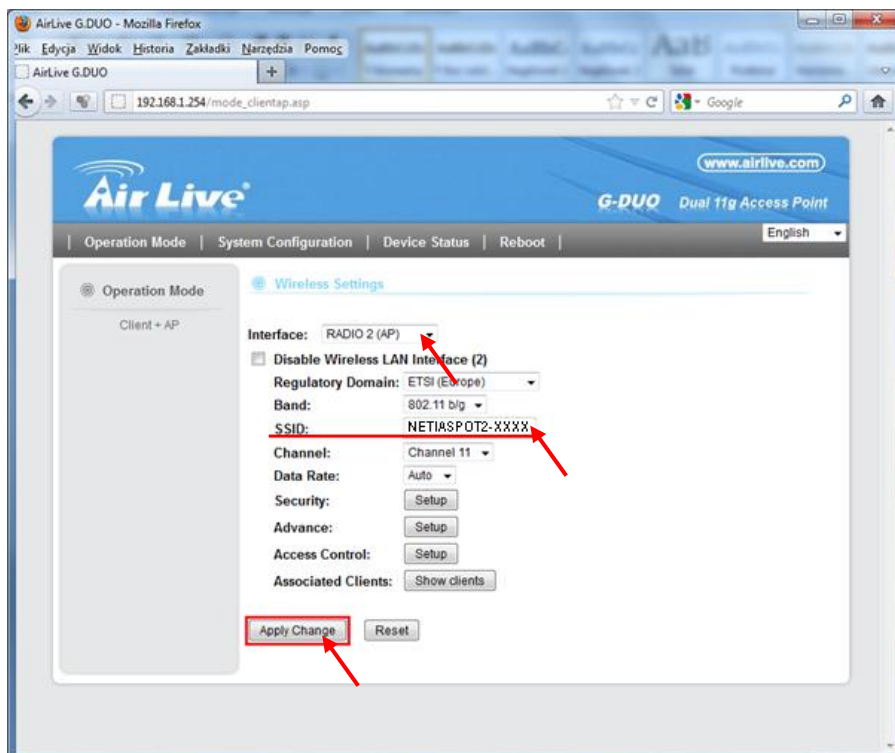 AirLive G.DUO - Mozilla Firefox
Plik Edycja Widok Historia Zakładki Narzędzia Pomoc
AirLive G.DUO
192.168.1.254/mode_clientap.asp
Google
www.airlive.com
Air Live
G-DUO Dual 11g Access Point
Operation Mode | System Configuration | Device Status | Reboot |
English
Operation Mode
Client + AP
Wireless Settings
Interface: RADIO 2 (AP)
Disable Wireless LAN Interface (2)
Regulatory Domain: ETSI (Europe)
Band: 802.11 b/g
SSID: NETIASPOT2-XXXX
Channel: Channel 11
Data Rate: Auto
Security: Setup
Advance: Setup
Access Control: Setup
Associated Clients: Show clients
Apply Change Reset